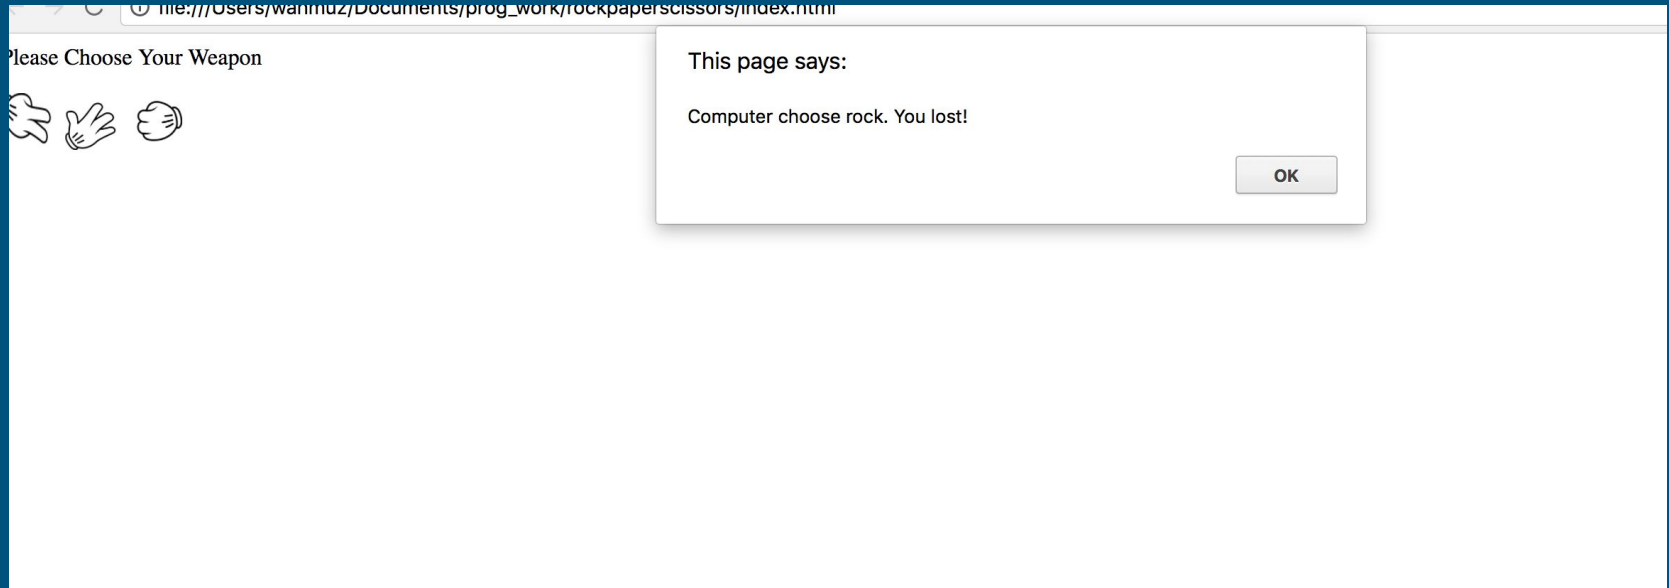 file:///Users/wanmuz/Documents/prog_work/rockpaperscissors/index.html
Please Choose Your Weapon
This page says:
Computer choose rock. You lost!
OK